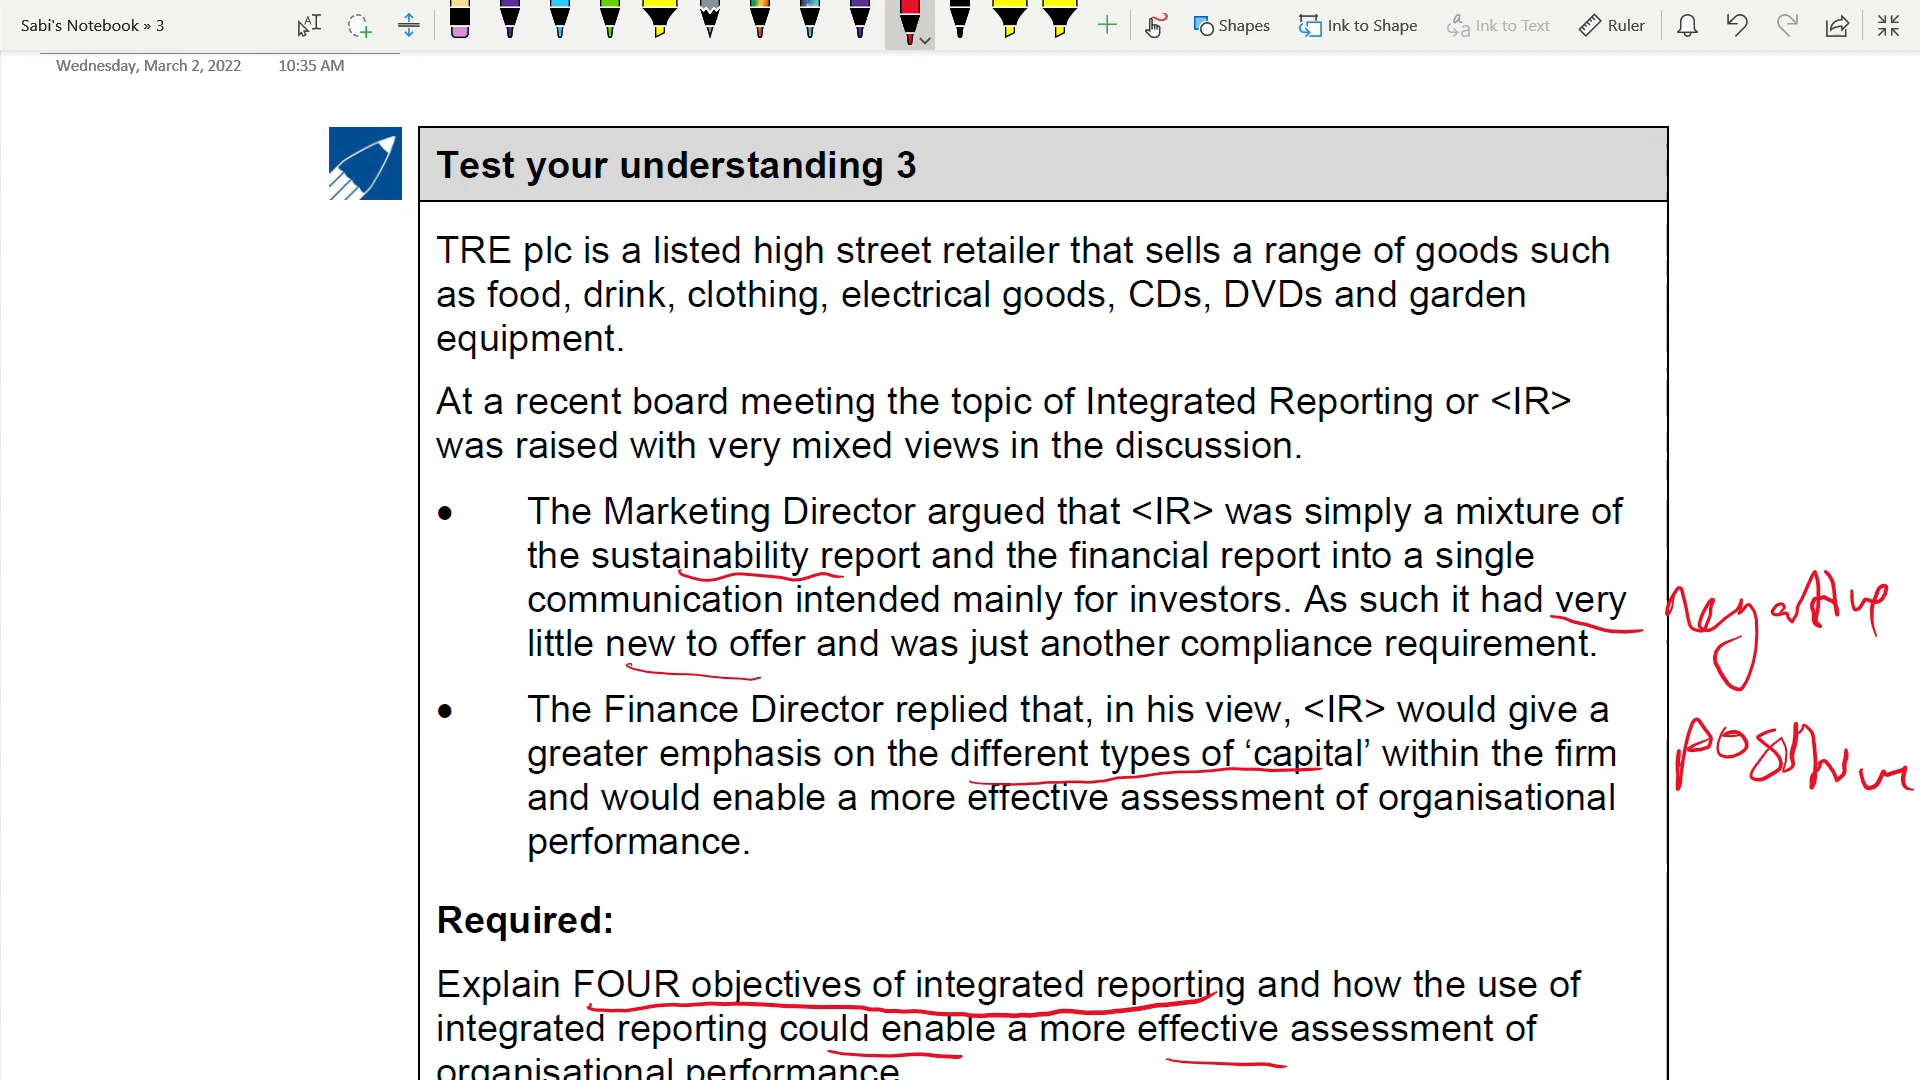 Sabi's Notebook » 3
Shapes
Ink to Shape
Ink to Text
Ruler
Wednesday, March 2, 2022 10:35 AM
Test your understanding 3
TRE plc is a listed high street retailer that sells a range of goods such
as food, drink, clothing, electrical goods, CDs, DVDs and garden
equipment.
At a recent board meeting the topic of Integrated Reporting or <IR>
was raised with very mixed views in the discussion.
• The Marketing Director argued that <IR> was simply a mixture of
the sustainability report and the financial report into a single
communication intended mainly for investors. As such it had very
little new to offer and was just another compliance requirement.
negative
• The Finance Director replied that, in his view, <IR> would give a
greater emphasis on the different types of ‘capital’ within the firm
and would enable a more effective assessment of organisational
performance.
positive
Required:
Explain FOUR objectives of integrated reporting and how the use of
integrated reporting could enable a more effective assessment of
organisational performance